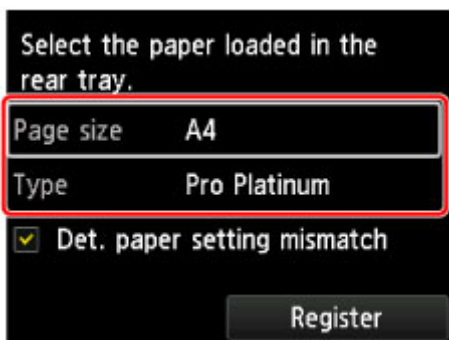 Select the paper loaded in the
rear tray.
Page size A4
Type Pro Platinum
Det. paper setting mismatch
Register